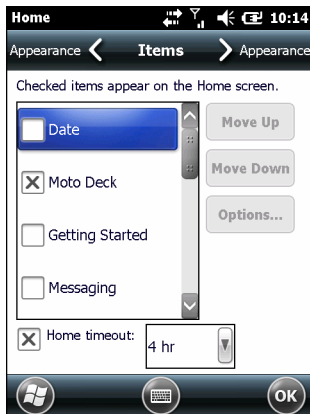 Home 10:14
Appearance Items Appearance
Checked items appear on the Home screen.
Date
Moto Deck
Getting Started
Messaging
Move Up
Move Down
Options...
Home timeout: 4 hr
OK